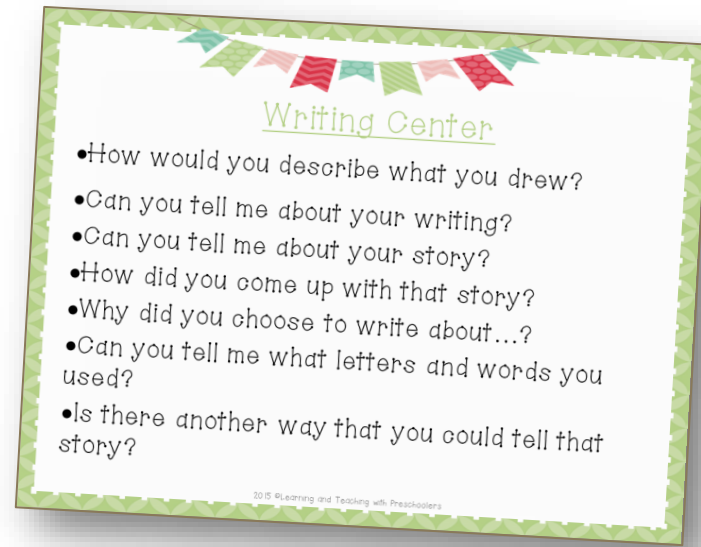 Writing Center
•How would you describe what you drew?
•Can you tell me about your writing?
•Can you tell me about your story?
•How did you come up with that story?
•Why did you choose to write about...?
•Can you tell me what letters and words you
used?
•Is there another way that you could tell that
story?
2015 ©Learning and Teaching with Preschoolers